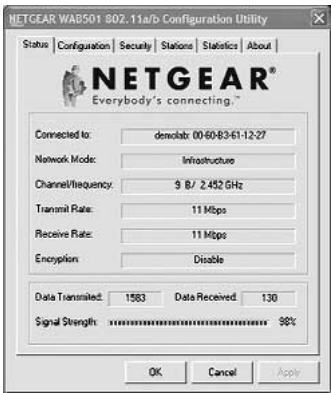 NETGEAR WAB501 802.11a/b Configuration Utility
Status Configuration Security Stations Statistics About
NETGEAR®
Everybody's connecting.™
Connected to: demolab: 00-60-B3-61-12-27
Network Mode: Infrastructure
Channel/frequency: 9 B/ 2.452 GHz
Transmit Rate: 11 Mbps
Receive Rate: 11 Mbps
Encryption: Disable
Data Transmited: 1583 Data Received: 130
Signal Strength: 98%
OK Cancel Apply